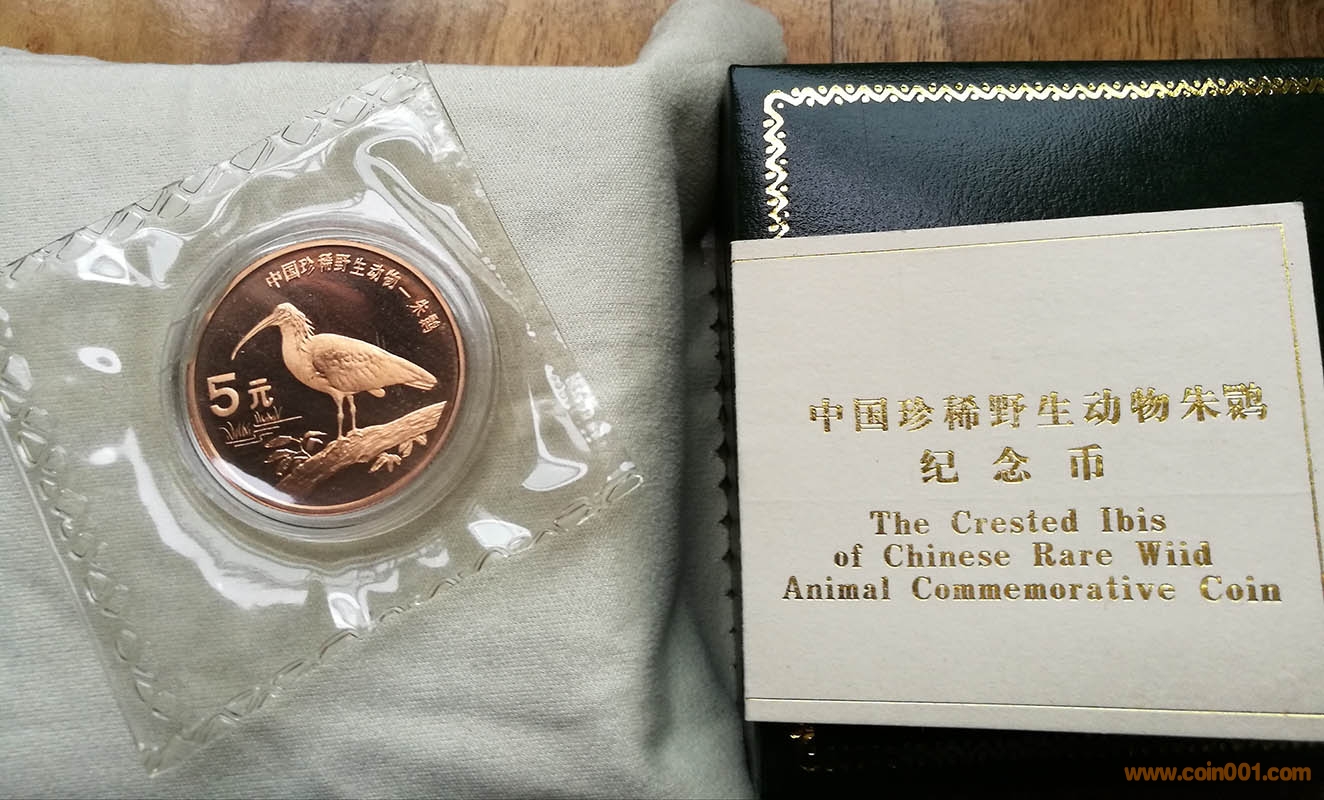 中国珍稀野生动物—朱鹮
5元
中国珍稀野生动物朱鹮
纪念币
The Crested Ibis
of Chinese Rare Wiid
Animal Commemorative Coin
www.coin001.com